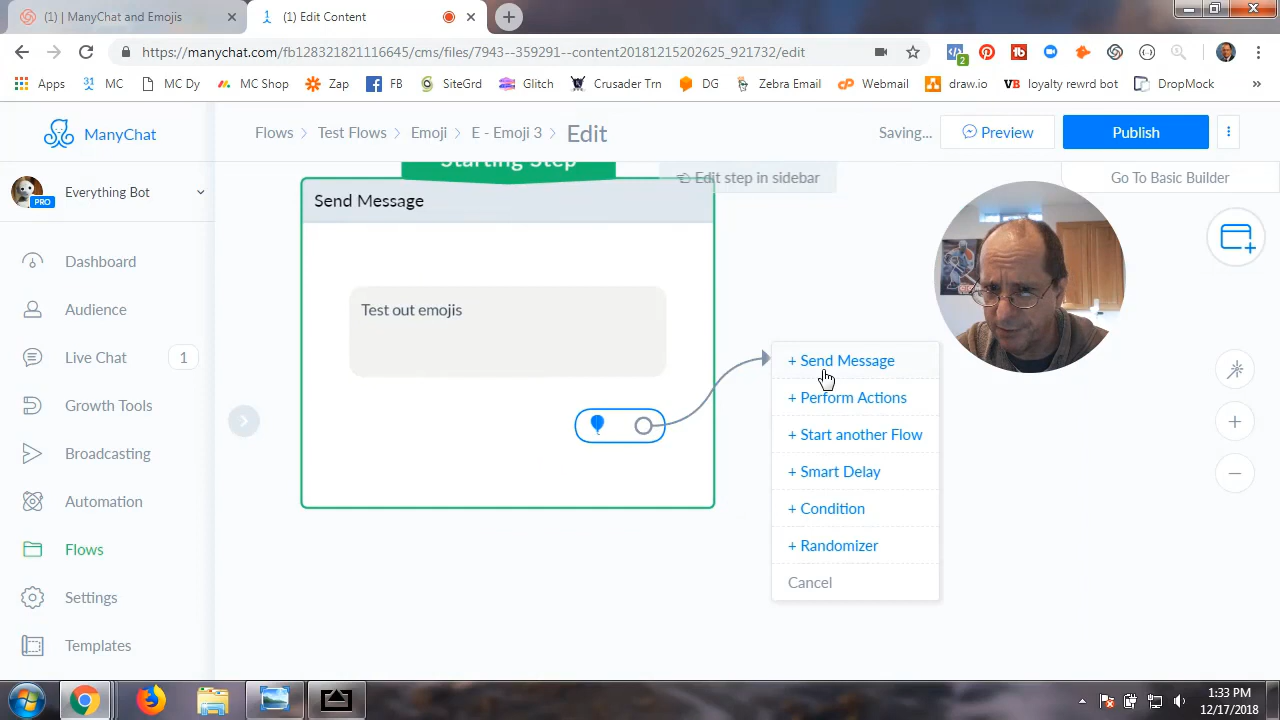 (1) | ManyChat and Emojis
(1) Edit Content
https://manychat.com/fb128321821116645/cms/files/7943--359291--content20181215202625_921732/edit
2
Apps
31 MC
MC Dy
MC Shop
Zap
FB
SiteGrd
Glitch
Crusader Trn
DG
Zebra Email
Webmail
draw.io
VB loyalty rewrd bot
DropMock
»
ManyChat
Flows > Test Flows > Emoji > E - Emoji 3 > Edit
Saving...
Preview
Publish
Everything Bot
PRO
Dashboard
Audience
Live Chat
1
Growth Tools
Broadcasting
Automation
Flows
Settings
Templates
Starting Step
Edit step in sidebar
Go To Basic Builder
Send Message
Test out emojis
+ Send Message
+ Perform Actions
+ Start another Flow
+ Smart Delay
+ Condition
+ Randomizer
Cancel
1:33 PM
12/17/2018